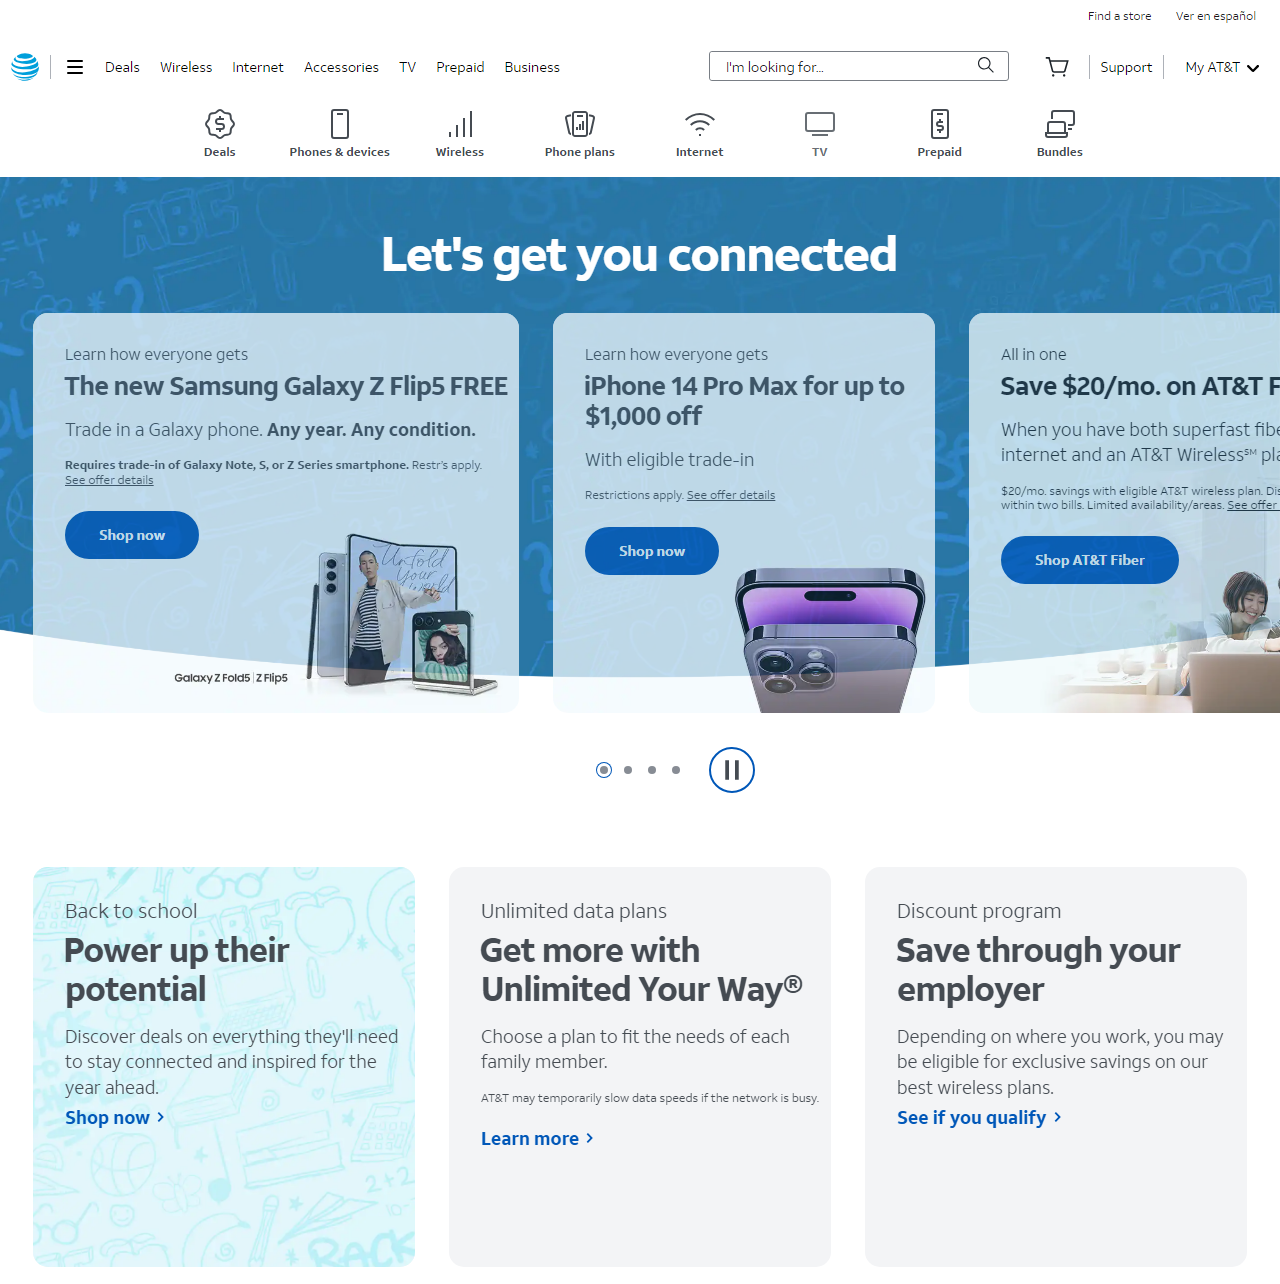 Find a store Ver en español
Deals Wireless Internet Accessories TV Prepaid Business I'm looking for... Support My AT&T
Deals Phones & devices Wireless Phone plans Internet TV Prepaid Bundles
Let's get you connected
Learn how everyone gets
The new Samsung Galaxy Z Flip5 FREE
Trade in a Galaxy phone. Any year. Any condition.
Requires trade-in of Galaxy Note, S, or Z Series smartphone. Restr's apply.
See offer details
Shop now
Unfold
Your
World
Galaxy Z Fold5 | Z Flip5
Learn how everyone gets
iPhone 14 Pro Max for up to
$1,000 off
With eligible trade-in
Restrictions apply. See offer details
Shop now
All in one
Save $20/mo. on AT&T F
When you have both superfast fibe
internet and an AT&T Wireless℠ pla
$20/mo. savings with eligible AT&T wireless plan. Dis
within two bills. Limited availability/areas. See offer
Shop AT&T Fiber
Back to school
Power up their
potential
Discover deals on everything they'll need
to stay connected and inspired for the
year ahead.
Shop now
Unlimited data plans
Get more with
Unlimited Your Way®
Choose a plan to fit the needs of each
family member.
AT&T may temporarily slow data speeds if the network is busy.
Learn more
Discount program
Save through your
employer
Depending on where you work, you may
be eligible for exclusive savings on our
best wireless plans.
See if you qualify
ABC
E=mc²
2+2
BACK